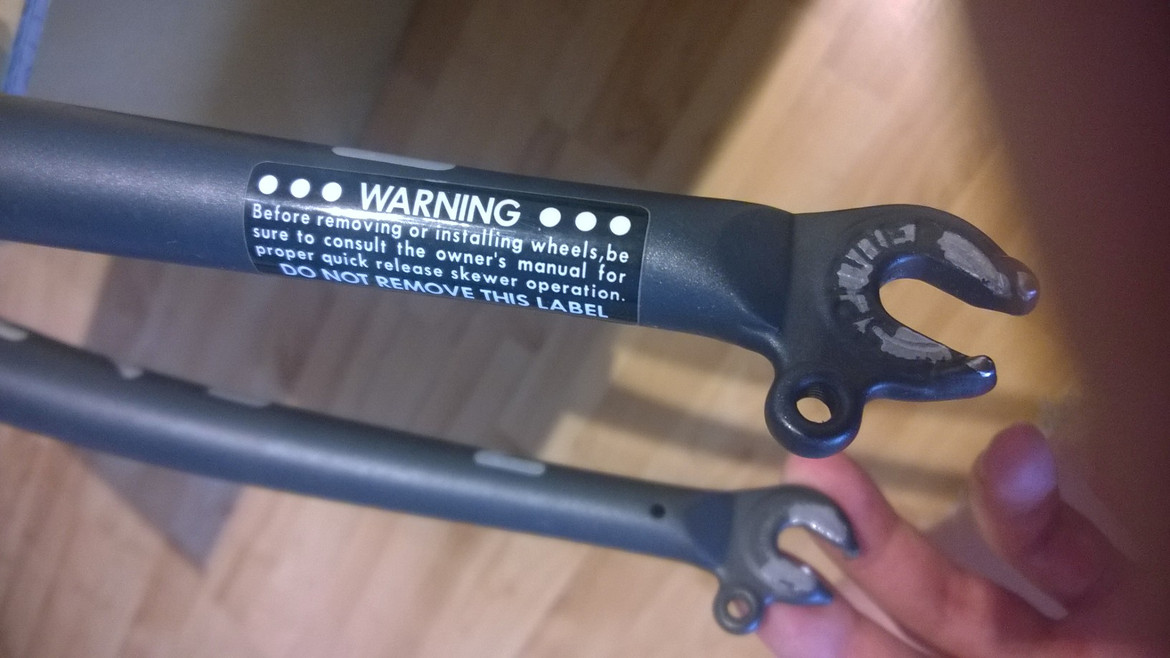 WARNING
Before removing or installing wheels,be
sure to consult the owner's manual for
proper quick release skewer operation.
DO NOT REMOVE THIS LABEL